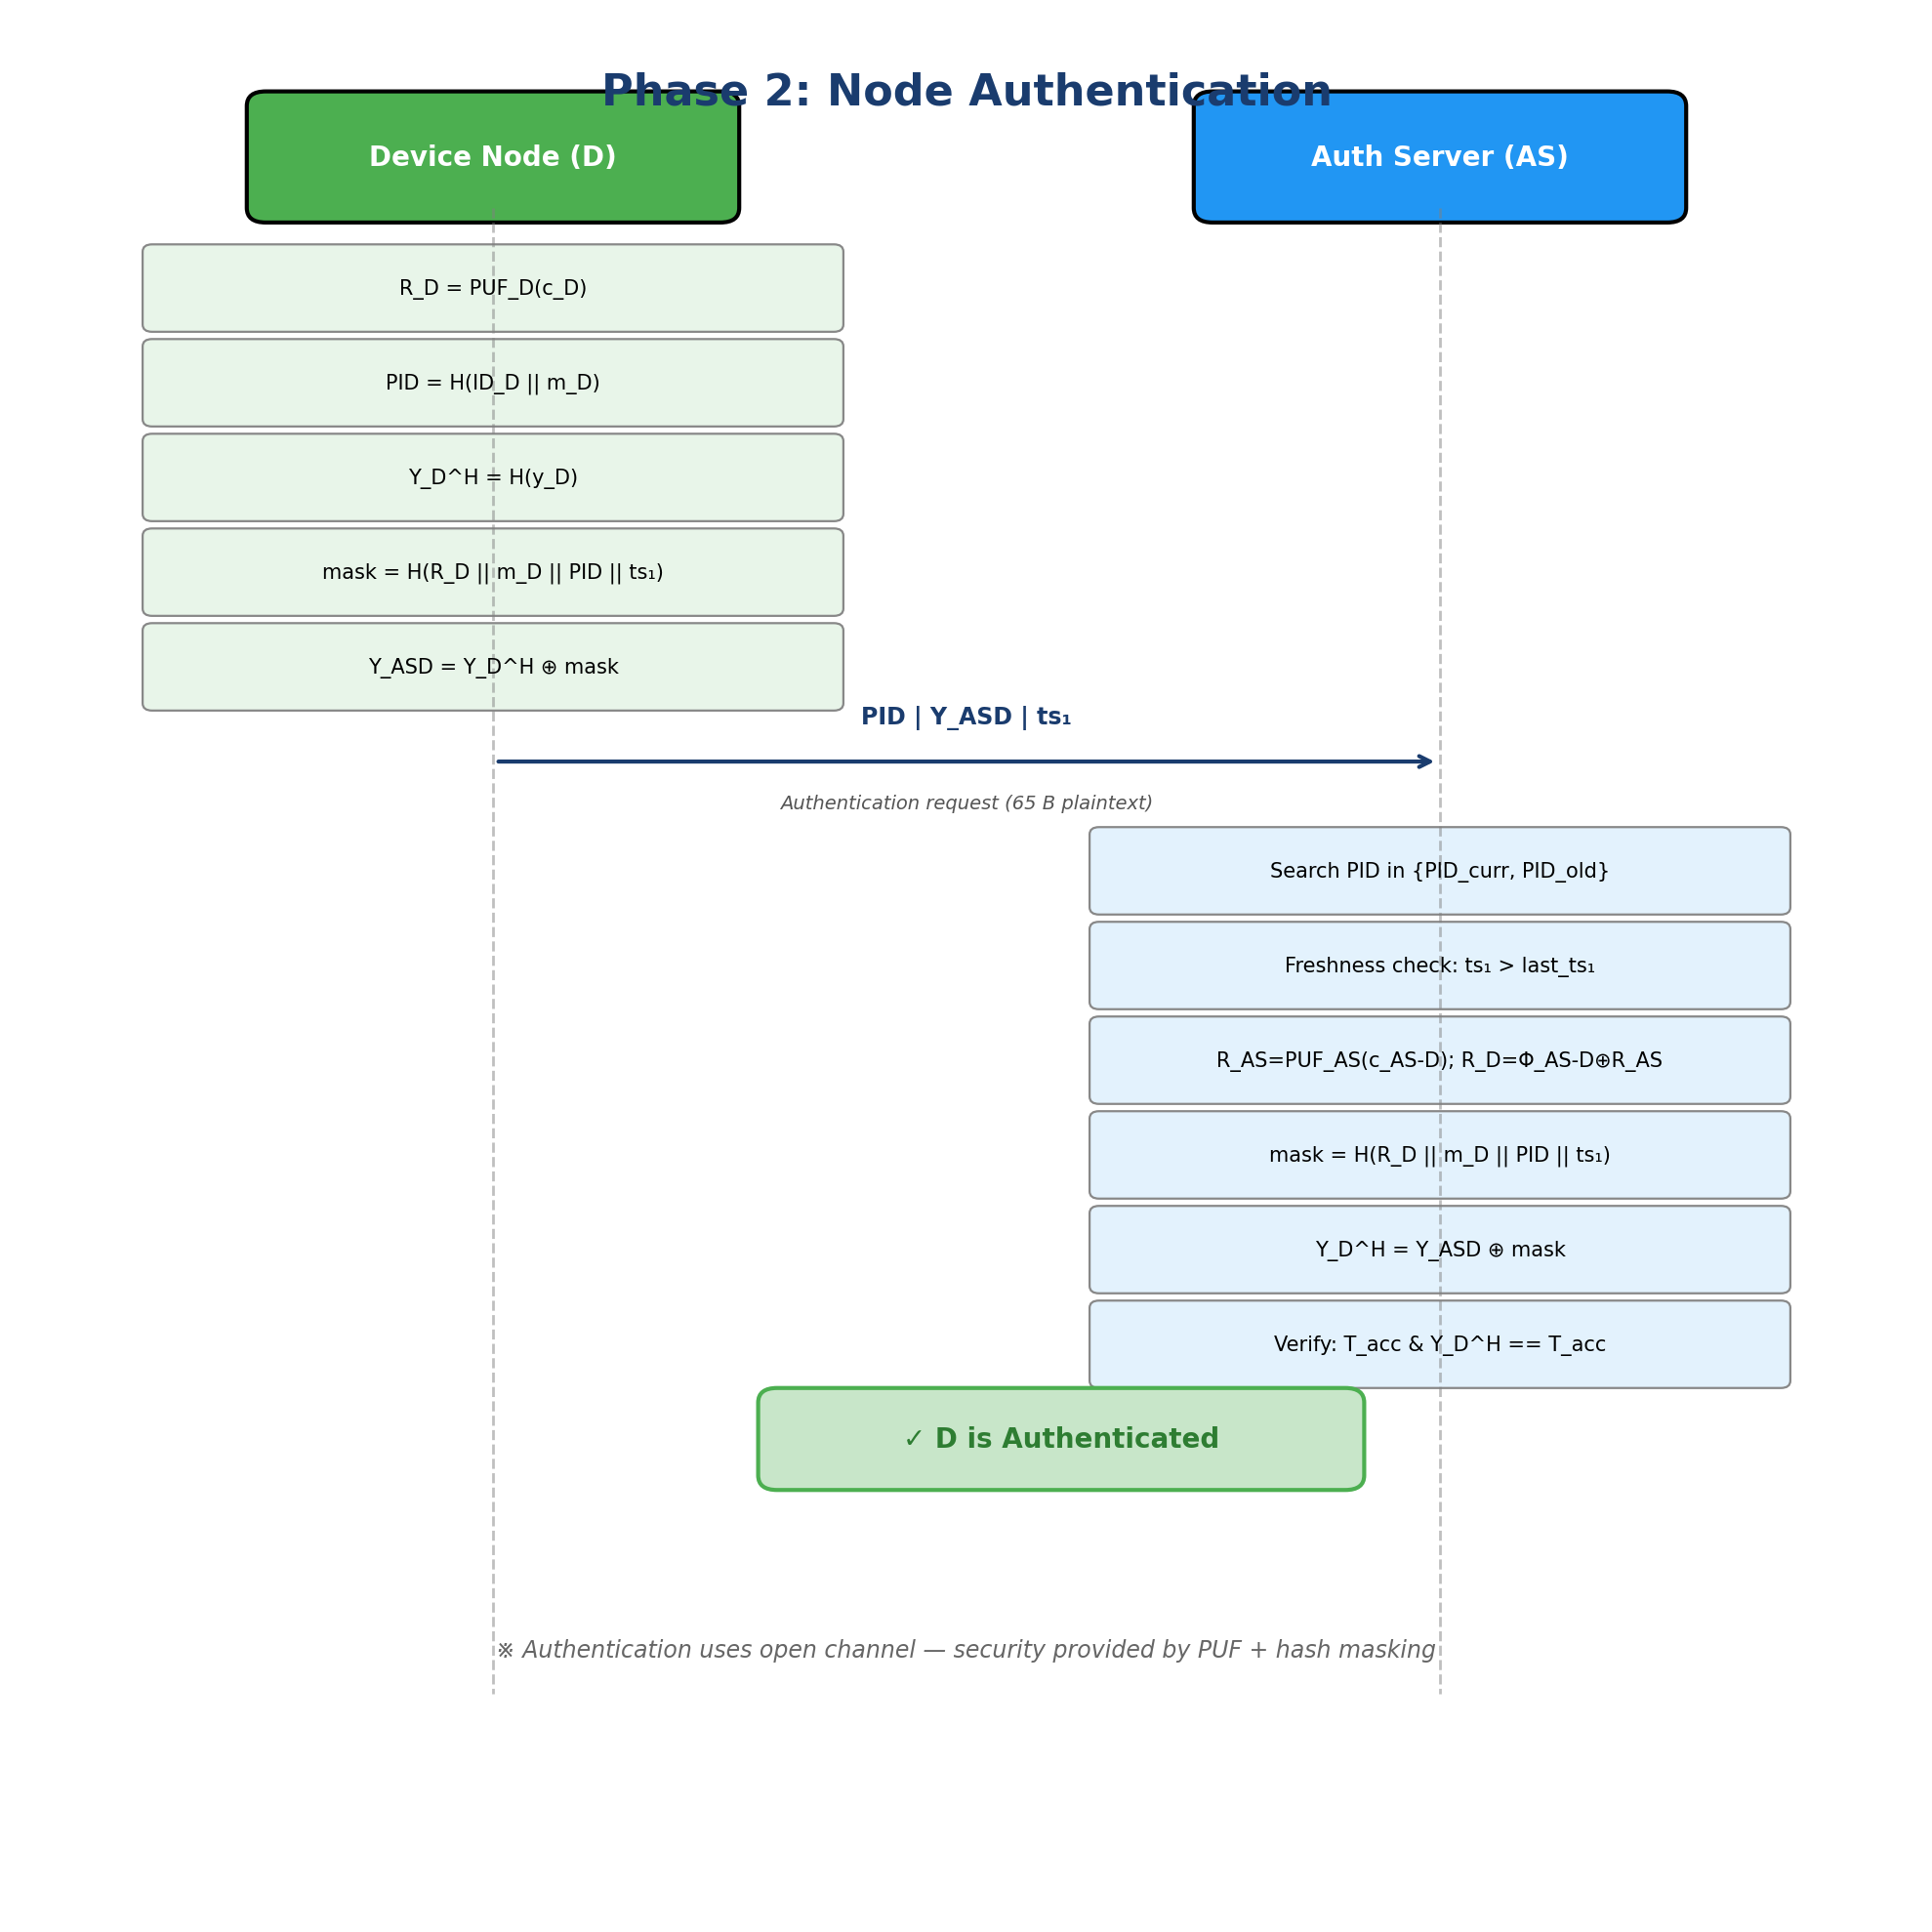 Phase 2: Node Authentication
Device Node (D)
Auth Server (AS)
R_D = PUF_D(c_D)
PID = H(ID_D || m_D)
Y_D^H = H(y_D)
mask = H(R_D || m_D || PID || ts₁)
Y_ASD = Y_D^H ⊕ mask
PID | Y_ASD | ts₁
Authentication request (65 B plaintext)
Search PID in {PID_curr, PID_old}
Freshness check: ts₁ > last_ts₁
R_AS=PUF_AS(c_AS-D); R_D=Φ_AS-D⊕R_AS
mask = H(R_D || m_D || PID || ts₁)
Y_D^H = Y_ASD ⊕ mask
Verify: T_acc & Y_D^H == T_acc
✓ D is Authenticated
※ Authentication uses open channel — security provided by PUF + hash masking